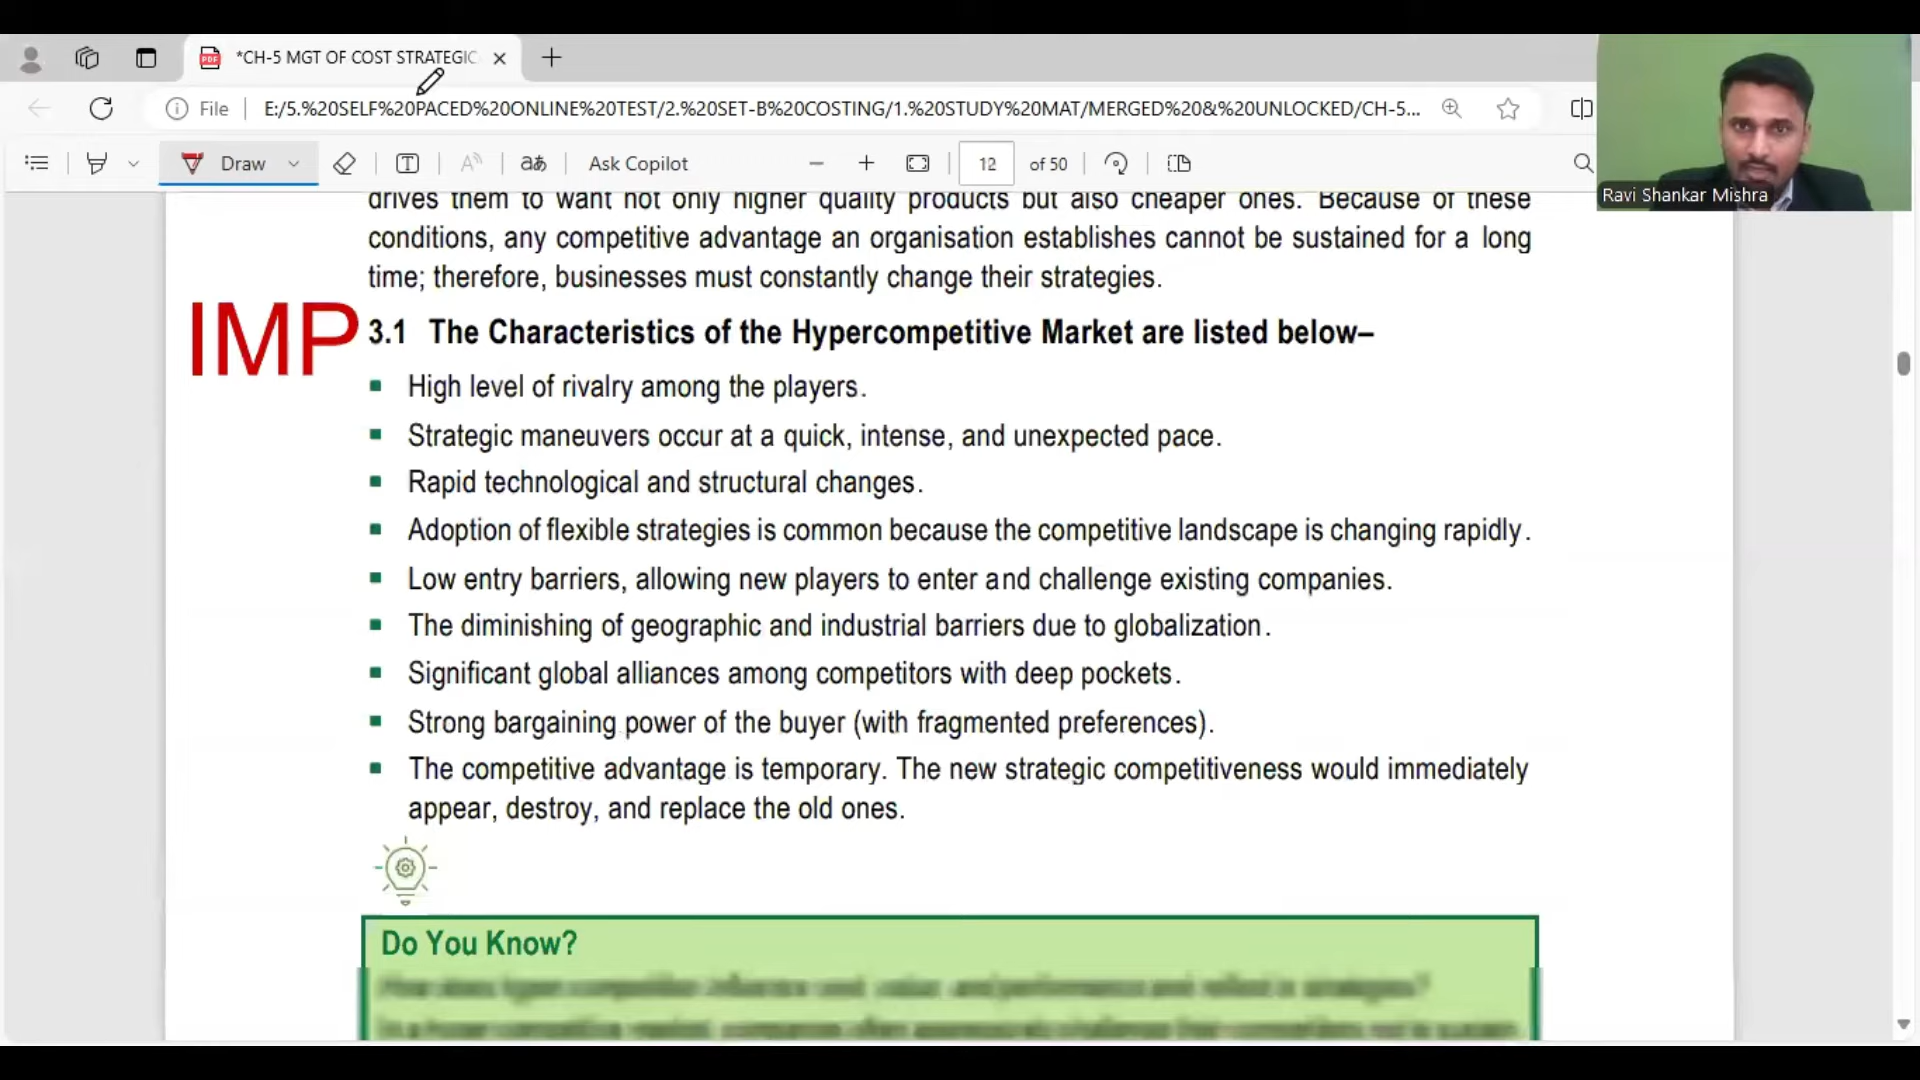 *CH-5 MGT OF COST STRATEGIC
File E:/5.%20SELF%20PACED%20ONLINE%20TEST/2.%20SET-B%20COSTING/1.%20STUDY%20MAT/MERGED%20&%20UNLOCKED/CH-5...
Draw Ask Copilot 12 of 50
Ravi Shankar Mishra
drives them to want not only higher quality products but also cheaper ones. Because of these
conditions, any competitive advantage an organisation establishes cannot be sustained for a long
time; therefore, businesses must constantly change their strategies.
IMP
3.1 The Characteristics of the Hypercompetitive Market are listed below–
▪ High level of rivalry among the players.
▪ Strategic maneuvers occur at a quick, intense, and unexpected pace.
▪ Rapid technological and structural changes.
▪ Adoption of flexible strategies is common because the competitive landscape is changing rapidly.
▪ Low entry barriers, allowing new players to enter and challenge existing companies.
▪ The diminishing of geographic and industrial barriers due to globalization.
▪ Significant global alliances among competitors with deep pockets.
▪ Strong bargaining power of the buyer (with fragmented preferences).
▪ The competitive advantage is temporary. The new strategic competitiveness would immediately
appear, destroy, and replace the old ones.
Do You Know?